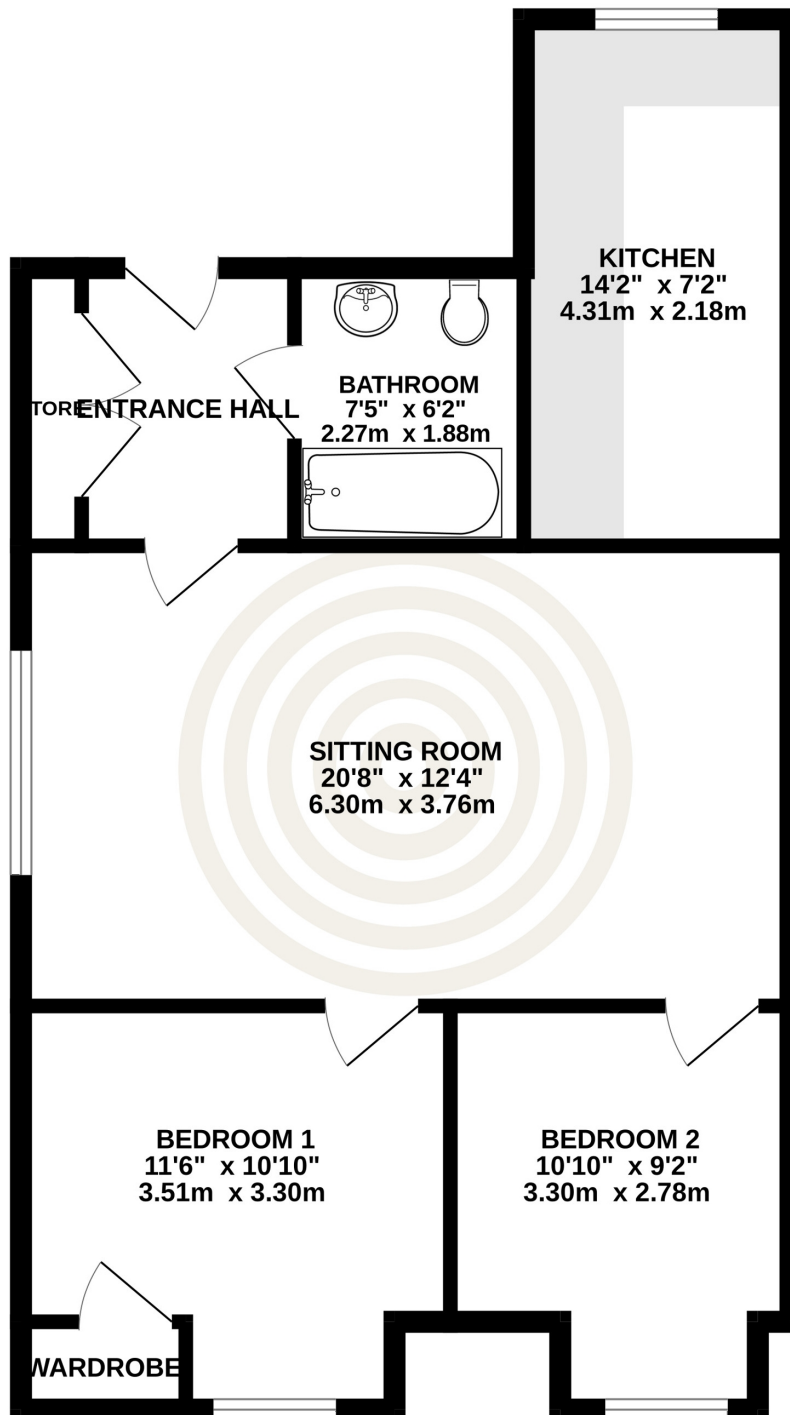 KITCHEN
14'2" x 7'2"
4.31m x 2.18m
BATHROOM
7'5" x 6'2"
2.27m x 1.88m
TORE
ENTRANCE HALL
SITTING ROOM
20'8" x 12'4"
6.30m x 3.76m
BEDROOM 1
11'6" x 10'10"
3.51m x 3.30m
BEDROOM 2
10'10" x 9'2"
3.30m x 2.78m
WARDROBE